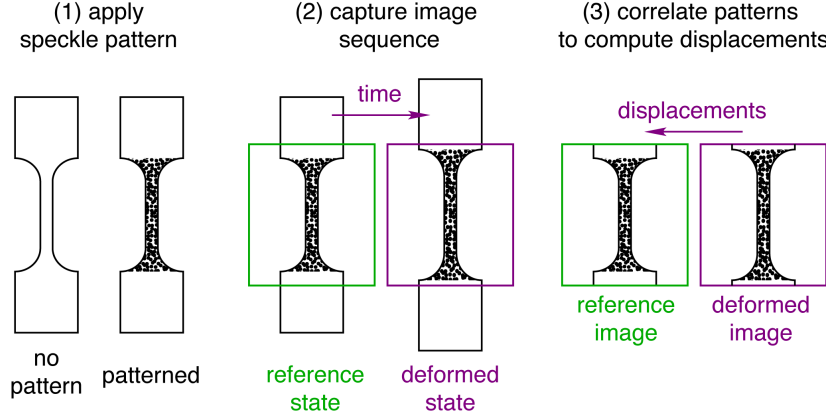 (1) apply
speckle pattern
(2) capture image
sequence
(3) correlate patterns
to compute displacements
time
displacements
no
pattern
patterned
reference
state
deformed
state
reference
image
deformed
image